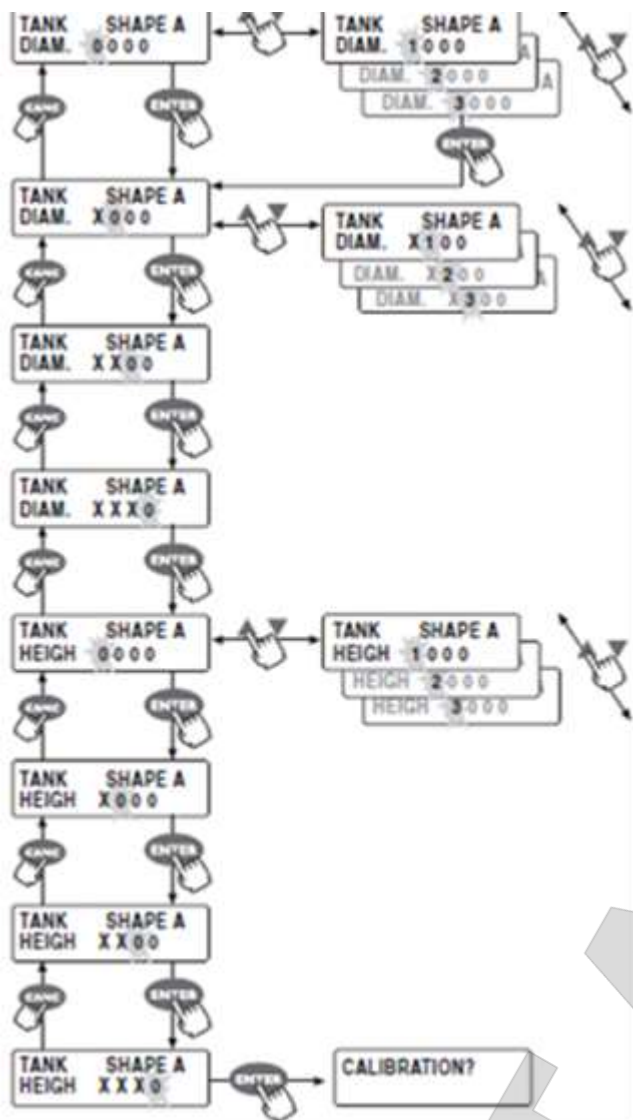 TANK SHAPE A
DIAM. 0000
TANK SHAPE A
DIAM. 1000
A
DIAM. 2000
A
DIAM. 3000
ENTER
ENTER
TANK SHAPE A
DIAM. X000
TANK SHAPE A
DIAM. X100
DIAM. X200
A
DIAM. X300
ENTER
TANK SHAPE A
DIAM. XX00
ENTER
TANK SHAPE A
DIAM. XXX0
ENTER
TANK SHAPE A
HEIGH 0000
TANK SHAPE A
HEIGH 1000
HEIGH 2000
HEIGH 3000
ENTER
TANK SHAPE A
HEIGH X000
ENTER
TANK SHAPE A
HEIGH XX00
ENTER
TANK SHAPE A
HEIGH XXX0
ENTER
CALIBRATION?